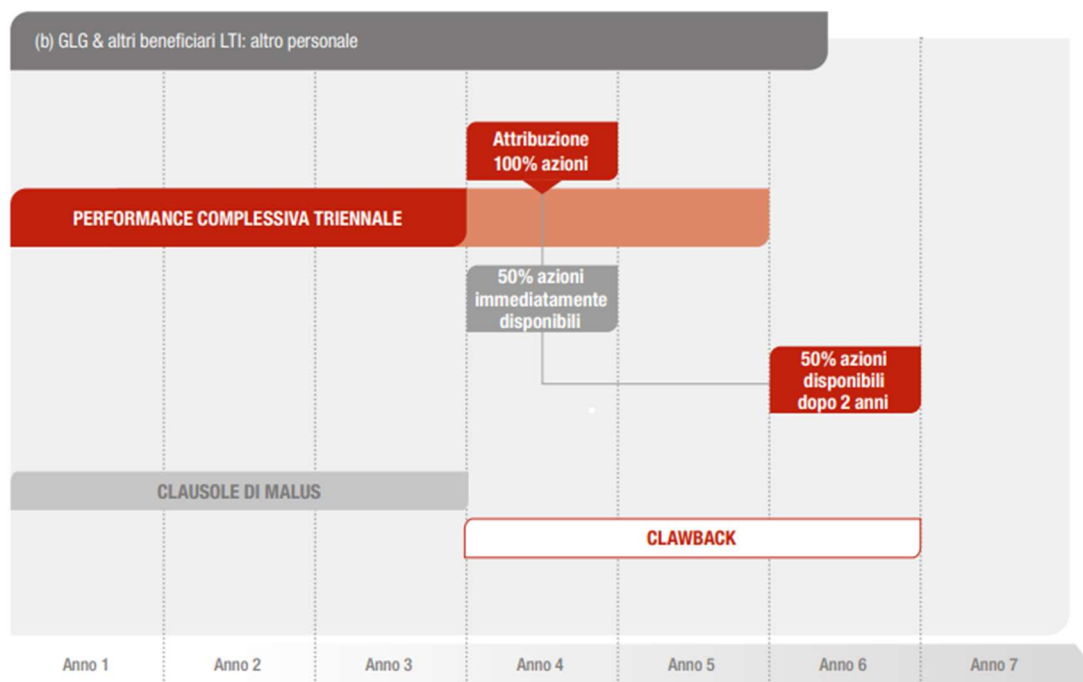 (b) GLG & altri beneficiari LTI: altro personale
Attribuzione
100% azioni
PERFORMANCE COMPLESSIVA TRIENNALE
50% azioni
immediatamente
disponibili
50% azioni
disponibili
dopo 2 anni
CLAUSOLE DI MALUS
CLAWBACK
Anno 1 Anno 2 Anno 3 Anno 4 Anno 5 Anno 6 Anno 7